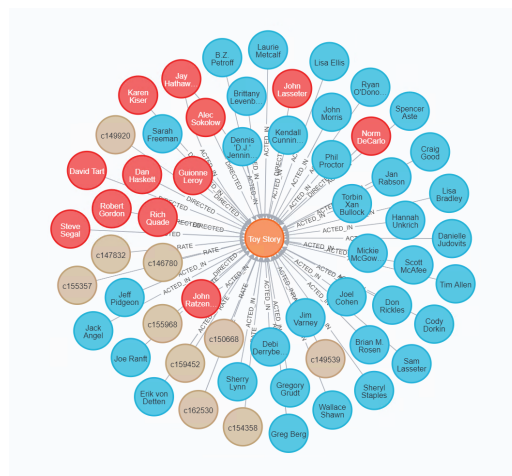 Laurie
Metcalf
B.Z.
Petroff
Lisa Ellis
Jay
Hathaw...
Ryan
O'Dono...
Karen
Kiser
Brittany
Levenb...
John
Lasseter
Alec
Sokolow
John
Morris
Spencer
Aste
c149920
Sarah
Freeman
Dennis
"D.J."
Jennin...
Kendall
Cunnin...
Norm
DeCarlo
Craig
Good
David Tart
Dan
Haskett
Guionne
Leroy
Phil
Proctor
Jan
Rabson
Lisa
Bradley
Robert
Gordon
Rich
Quade
Torbin
Xan
Bullock
Hannah
Unkrich
Steve
Segal
Toy Story
Danielle
Judovits
c147832
c146780
Mickie
McGow...
Scott
McAfee
Tim Allen
c155357
Jeff
Pidgeon
John
Ratzen...
Joel
Cohen
Don
Rickles
Cody
Dorkin
Jack
Angel
c155968
c150668
Jim
Varney
Joe Ranft
c159452
Debi
Derrybe...
c149539
Brian M.
Rosen
Sam
Lasseter
Erik von
Detten
Sherry
Lynn
Gregory
Grudt
Sheryl
Staples
c162530
c154358
Greg Berg
Wallace
Shawn
ACTED_IN
DIRECTED
RATE